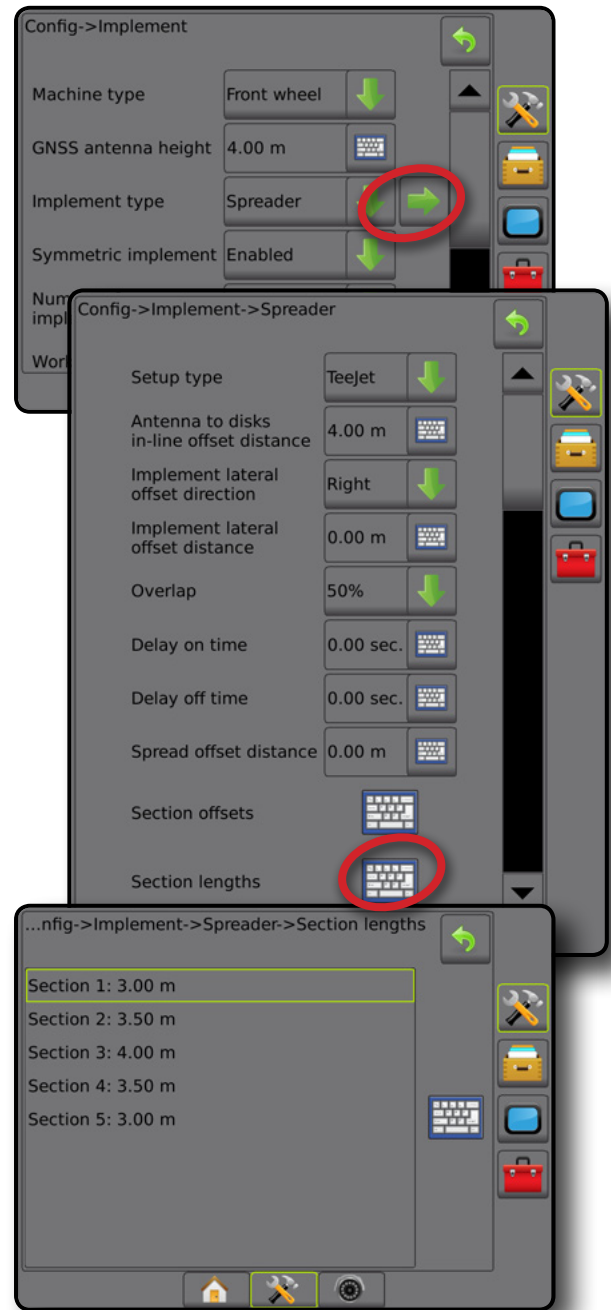 Config->Implement
Machine type Front wheel
GNSS antenna height 4.00 m
Implement type Spreader
Symmetric implement Enabled
Config->Implement->Spreader
Setup type TeeJet
Antenna to disks
in-line offset distance 4.00 m
Implement lateral
offset direction Right
Implement lateral
offset distance 0.00 m
Overlap 50%
Delay on time 0.00 sec.
Delay off time 0.00 sec.
Spread offset distance 0.00 m
Section offsets
Section lengths
...nfig->Implement->Spreader->Section lengths
Section 1: 3.00 m
Section 2: 3.50 m
Section 3: 4.00 m
Section 4: 3.50 m
Section 5: 3.00 m